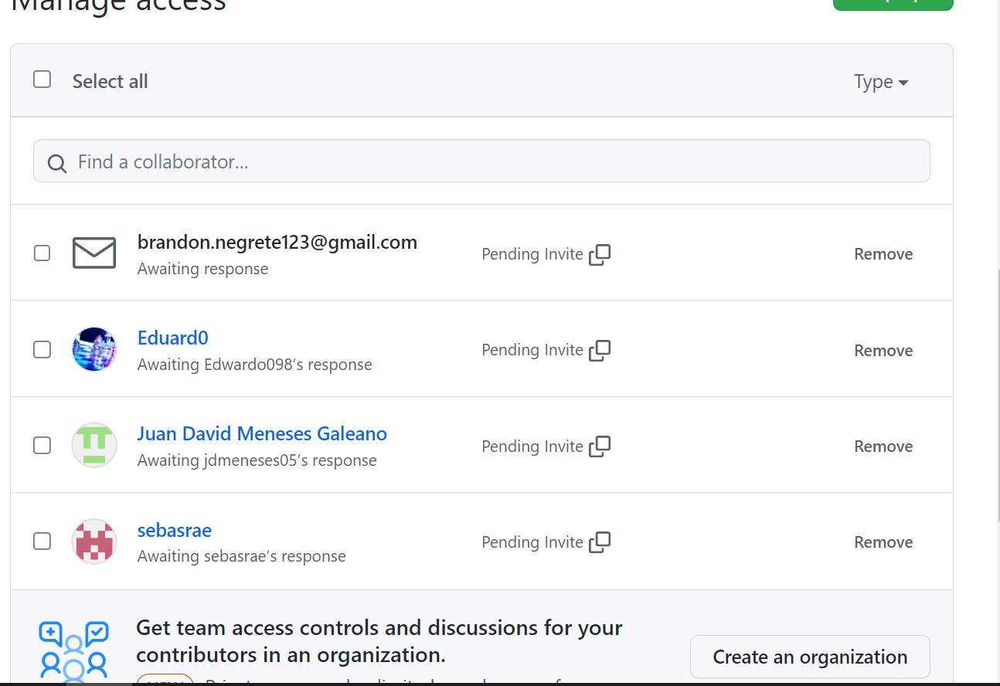 Manage access
Select all
Type
Find a collaborator...
brandon.negrete123@gmail.com
Awaiting response
Pending Invite
Remove
Eduard0
Awaiting Edwardo098’s response
Pending Invite
Remove
Juan David Meneses Galeano
Awaiting jdmeneses05’s response
Pending Invite
Remove
sebasrae
Awaiting sebasrae’s response
Pending Invite
Remove
Get team access controls and discussions for your
contributors in an organization.
Create an organization
NEW